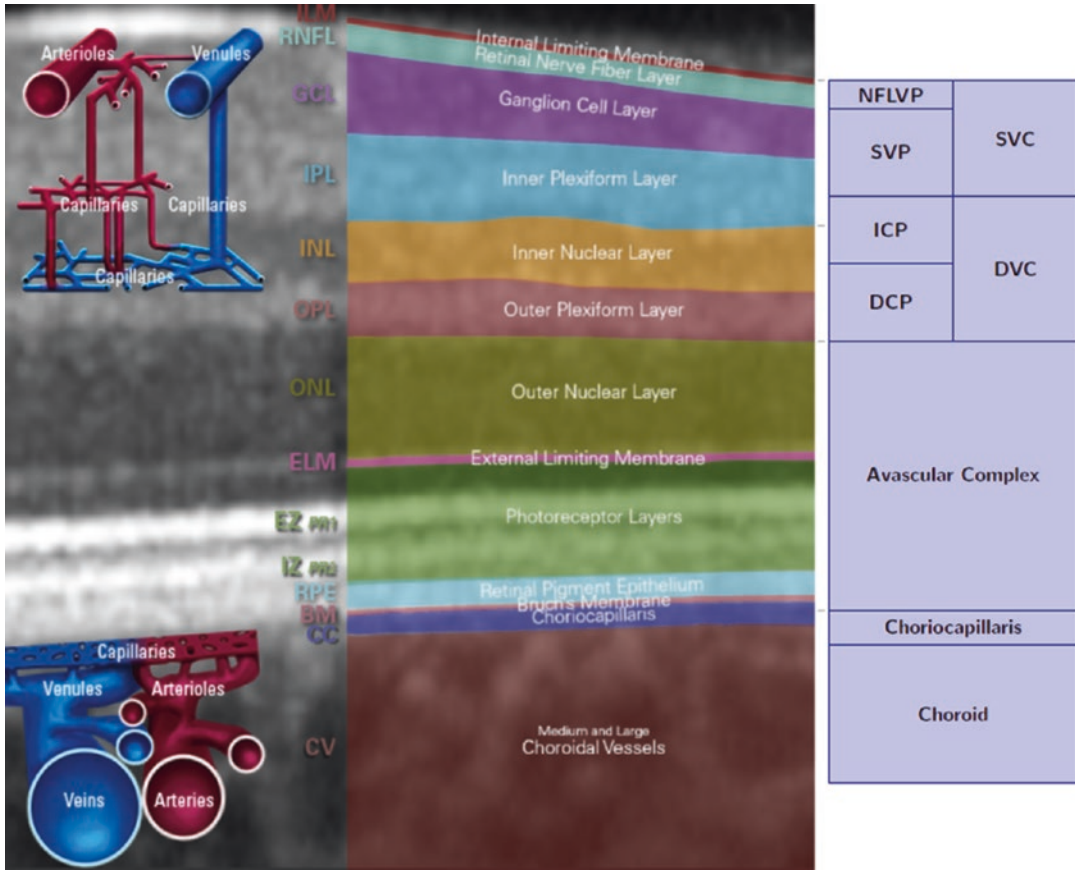 Arterioles
Venules
Capillaries
Capillaries
Capillaries
Capillaries
Venules
Arterioles
Veins
Arteries
ILM
RNFL
GCL
IPL
INL
OPL
ONL
ELM
EZ PR1
IZ PR2
RPE
BM
CC
CV
Internal Limiting Membrane
Retinal Nerve Fiber Layer
Ganglion Cell Layer
Inner Plexiform Layer
Inner Nuclear Layer
Outer Plexiform Layer
Outer Nuclear Layer
External Limiting Membrane
Photoreceptor Layers
Retinal Pigment Epithelium
Bruch's Membrane
Choriocapillaris
Medium and Large
Choroidal Vessels
NFLVP
SVP
SVC
ICP
DCP
DVC
Avascular Complex
Choriocapillaris
Choroid